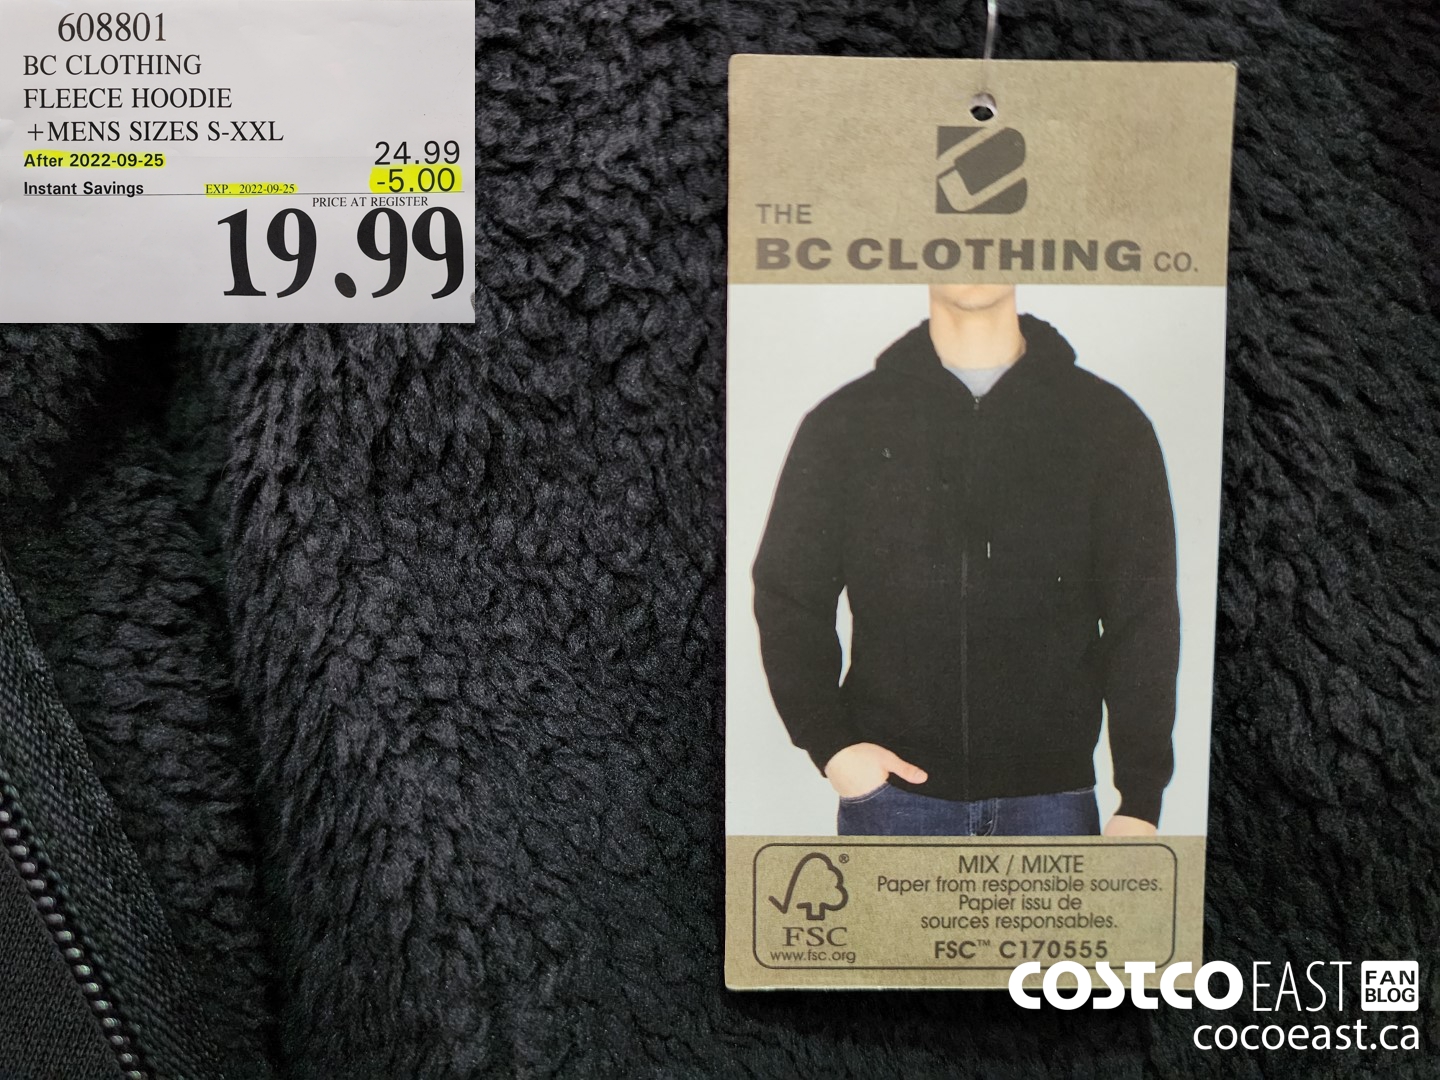 608801
BC CLOTHING
FLEECE HOODIE
+MENS SIZES S-XXL
After 2022-09-25 24.99
Instant Savings EXP. 2022-09-25 -5.00
PRICE AT REGISTER
19.99
THE
BC CLOTHING CO.
MIX / MIXTE
Paper from responsible sources.
Papier issu de
sources responsables.
FSC™ C170555
®
FSC
www.fsc.org
COSTCO EAST FAN BLOG
cocoeast.ca